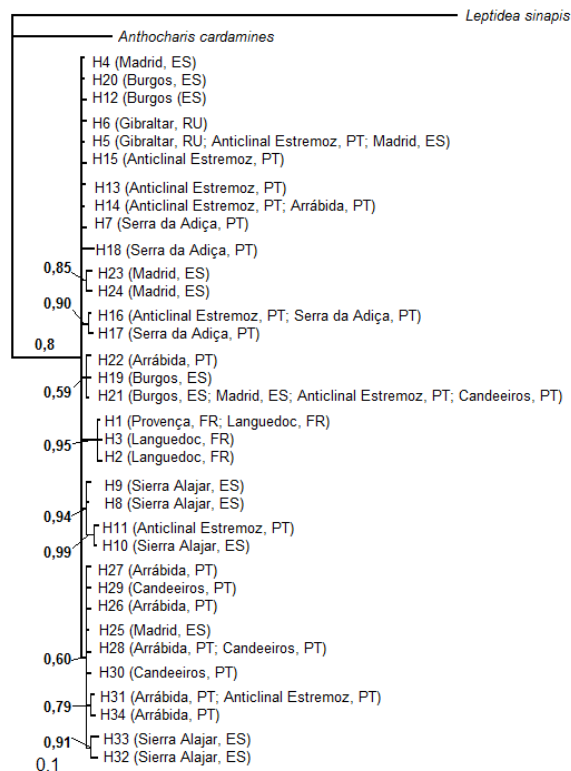 Leptidea sinapis
Anthocharis cardamines
H4 (Madrid, ES)
H20 (Burgos, ES)
H12 (Burgos (ES)
H6 (Gibraltar, RU)
H5 (Gibraltar, RU; Anticlinal Estremoz, PT; Madrid, ES)
H15 (Anticlinal Estremoz, PT)
H13 (Anticlinal Estremoz, PT)
H14 (Anticlinal Estremoz, PT; Arrábida, PT)
H7 (Serra da Adiça, PT)
H18 (Serra da Adiça, PT)
0,85
H23 (Madrid, ES)
H24 (Madrid, ES)
0,90
H16 (Anticlinal Estremoz, PT; Serra da Adiça, PT)
H17 (Serra da Adiça, PT)
0,8
H22 (Arrábida, PT)
H19 (Burgos, ES)
0,59
H21 (Burgos, ES; Madrid, ES; Anticlinal Estremoz, PT; Candeeiros, PT)
H1 (Provença, FR; Languedoc, FR)
H3 (Languedoc, FR)
0,95
H2 (Languedoc, FR)
H9 (Sierra Alajar, ES)
H8 (Sierra Alajar, ES)
0,94
H11 (Anticlinal Estremoz, PT)
H10 (Sierra Alajar, ES)
0,99
H27 (Arrábida, PT)
H29 (Candeeiros, PT)
H26 (Arrábida, PT)
H25 (Madrid, ES)
H28 (Arrábida, PT; Candeeiros, PT)
0,60
H30 (Candeeiros, PT)
H31 (Arrábida, PT; Anticlinal Estremoz, PT)
0,79
H34 (Arrábida, PT)
H33 (Sierra Alajar, ES)
0,91
H32 (Sierra Alajar, ES)
0.1